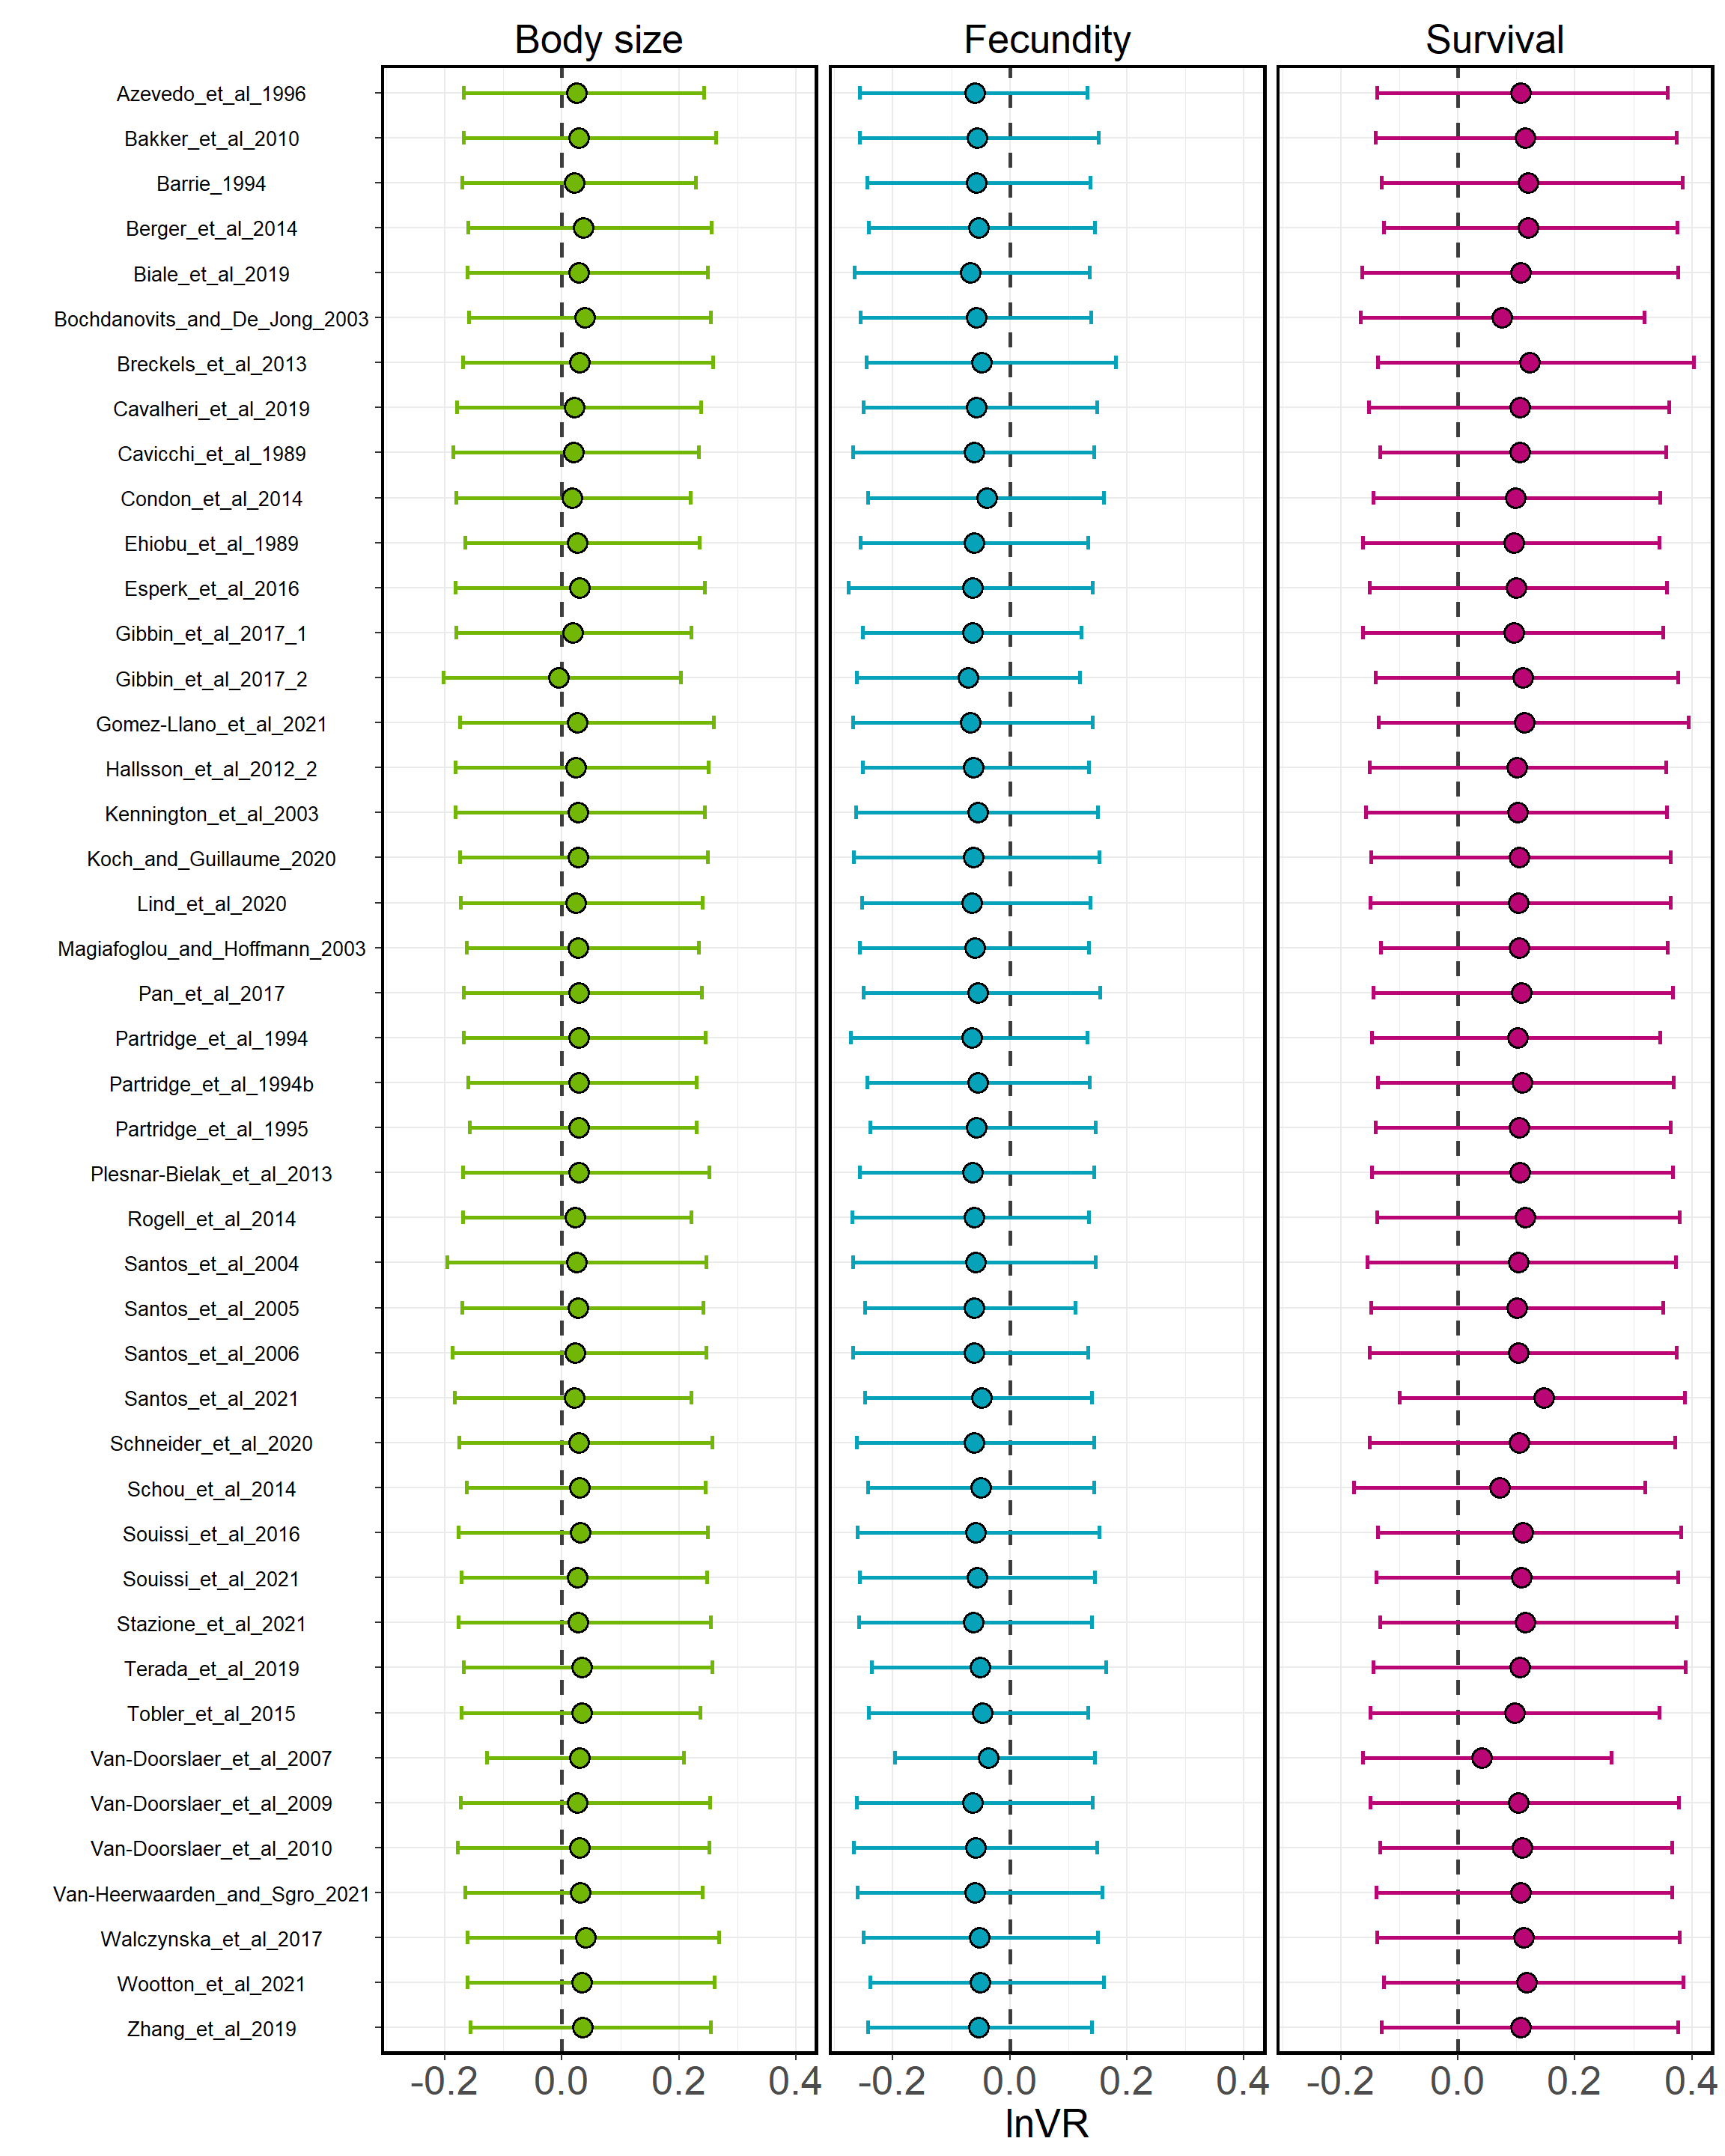 Body size Fecundity Survival
Azevedo_et_al_1996
Bakker_et_al_2010
Barrie_1994
Berger_et_al_2014
Biale_et_al_2019
Bochdanovits_and_De_Jong_2003
Breckels_et_al_2013
Cavalheri_et_al_2019
Cavicchi_et_al_1989
Condon_et_al_2014
Ehiobu_et_al_1989
Esperk_et_al_2016
Gibbin_et_al_2017_1
Gibbin_et_al_2017_2
Gomez-Llano_et_al_2021
Hallsson_et_al_2012_2
Kennington_et_al_2003
Koch_and_Guillaume_2020
Lind_et_al_2020
Magiafoglou_and_Hoffmann_2003
Pan_et_al_2017
Partridge_et_al_1994
Partridge_et_al_1994b
Partridge_et_al_1995
Plesnar-Bielak_et_al_2013
Rogell_et_al_2014
Santos_et_al_2004
Santos_et_al_2005
Santos_et_al_2006
Santos_et_al_2021
Schneider_et_al_2020
Schou_et_al_2014
Souissi_et_al_2016
Souissi_et_al_2021
Stazione_et_al_2021
Terada_et_al_2019
Tobler_et_al_2015
Van-Doorslaer_et_al_2007
Van-Doorslaer_et_al_2009
Van-Doorslaer_et_al_2010
Van-Heerwaarden_and_Sgro_2021
Walczynska_et_al_2017
Wootton_et_al_2021
Zhang_et_al_2019
-0.2 0.0 0.2 0.4 -0.2 0.0 0.2 0.4 -0.2 0.0 0.2 0.4
lnVR